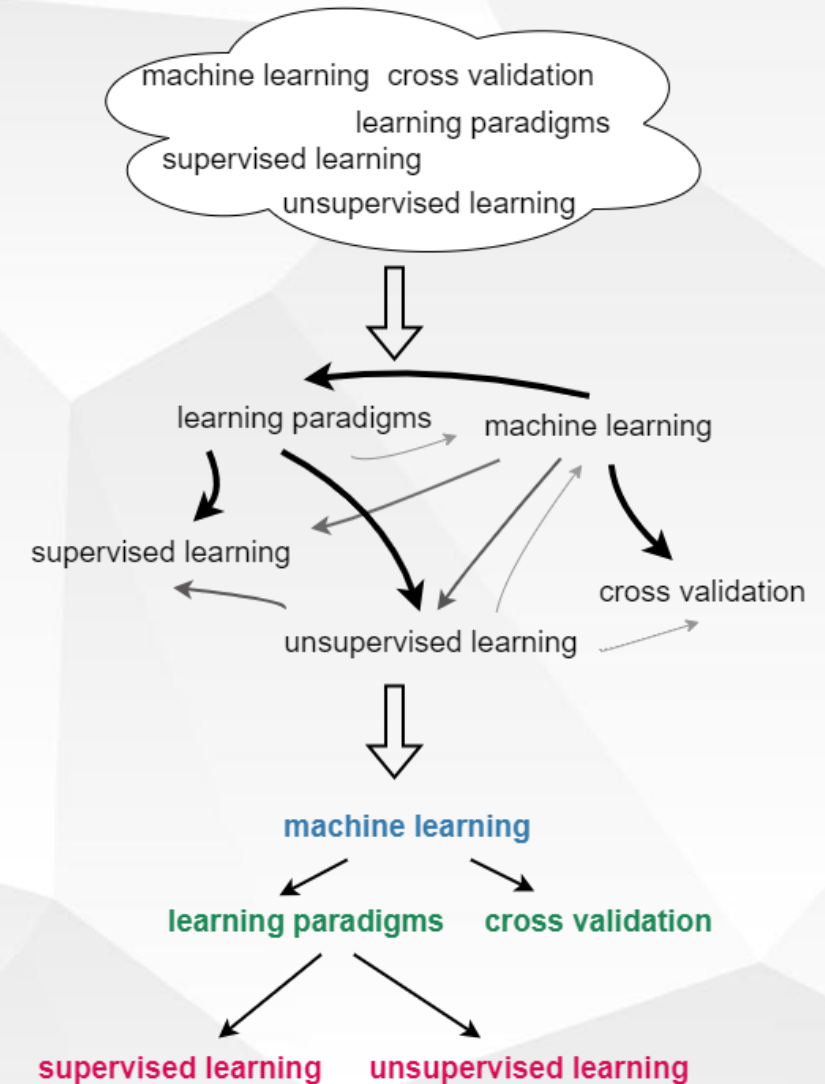 machine learning cross validation
learning paradigms
supervised learning
unsupervised learning
learning paradigms machine learning
supervised learning
cross validation
unsupervised learning
machine learning
learning paradigms cross validation
supervised learning unsupervised learning